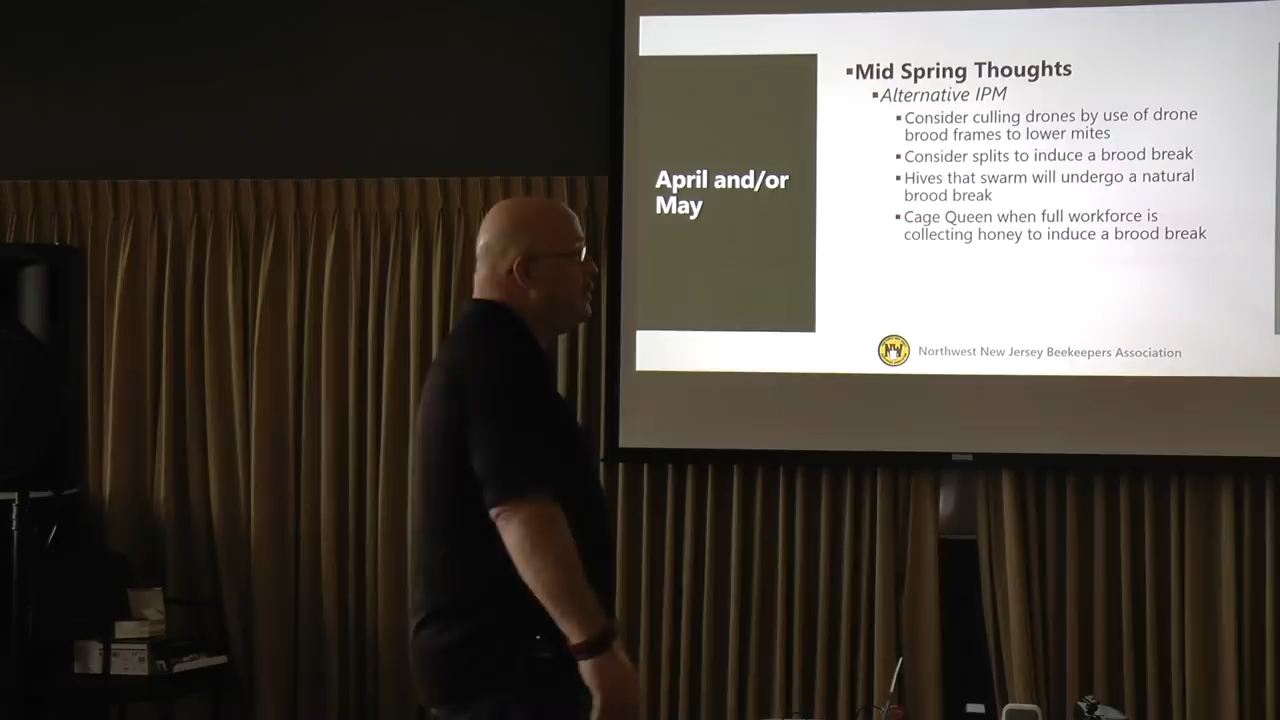 ▪Mid Spring Thoughts
▪Alternative IPM
▪Consider culling drones by use of drone
brood frames to lower mites
▪Consider splits to induce a brood break
▪Hives that swarm will undergo a natural
brood break
▪Cage Queen when full workforce is
collecting honey to induce a brood break
April and/or
May
NW
Northwest New Jersey Beekeepers Association